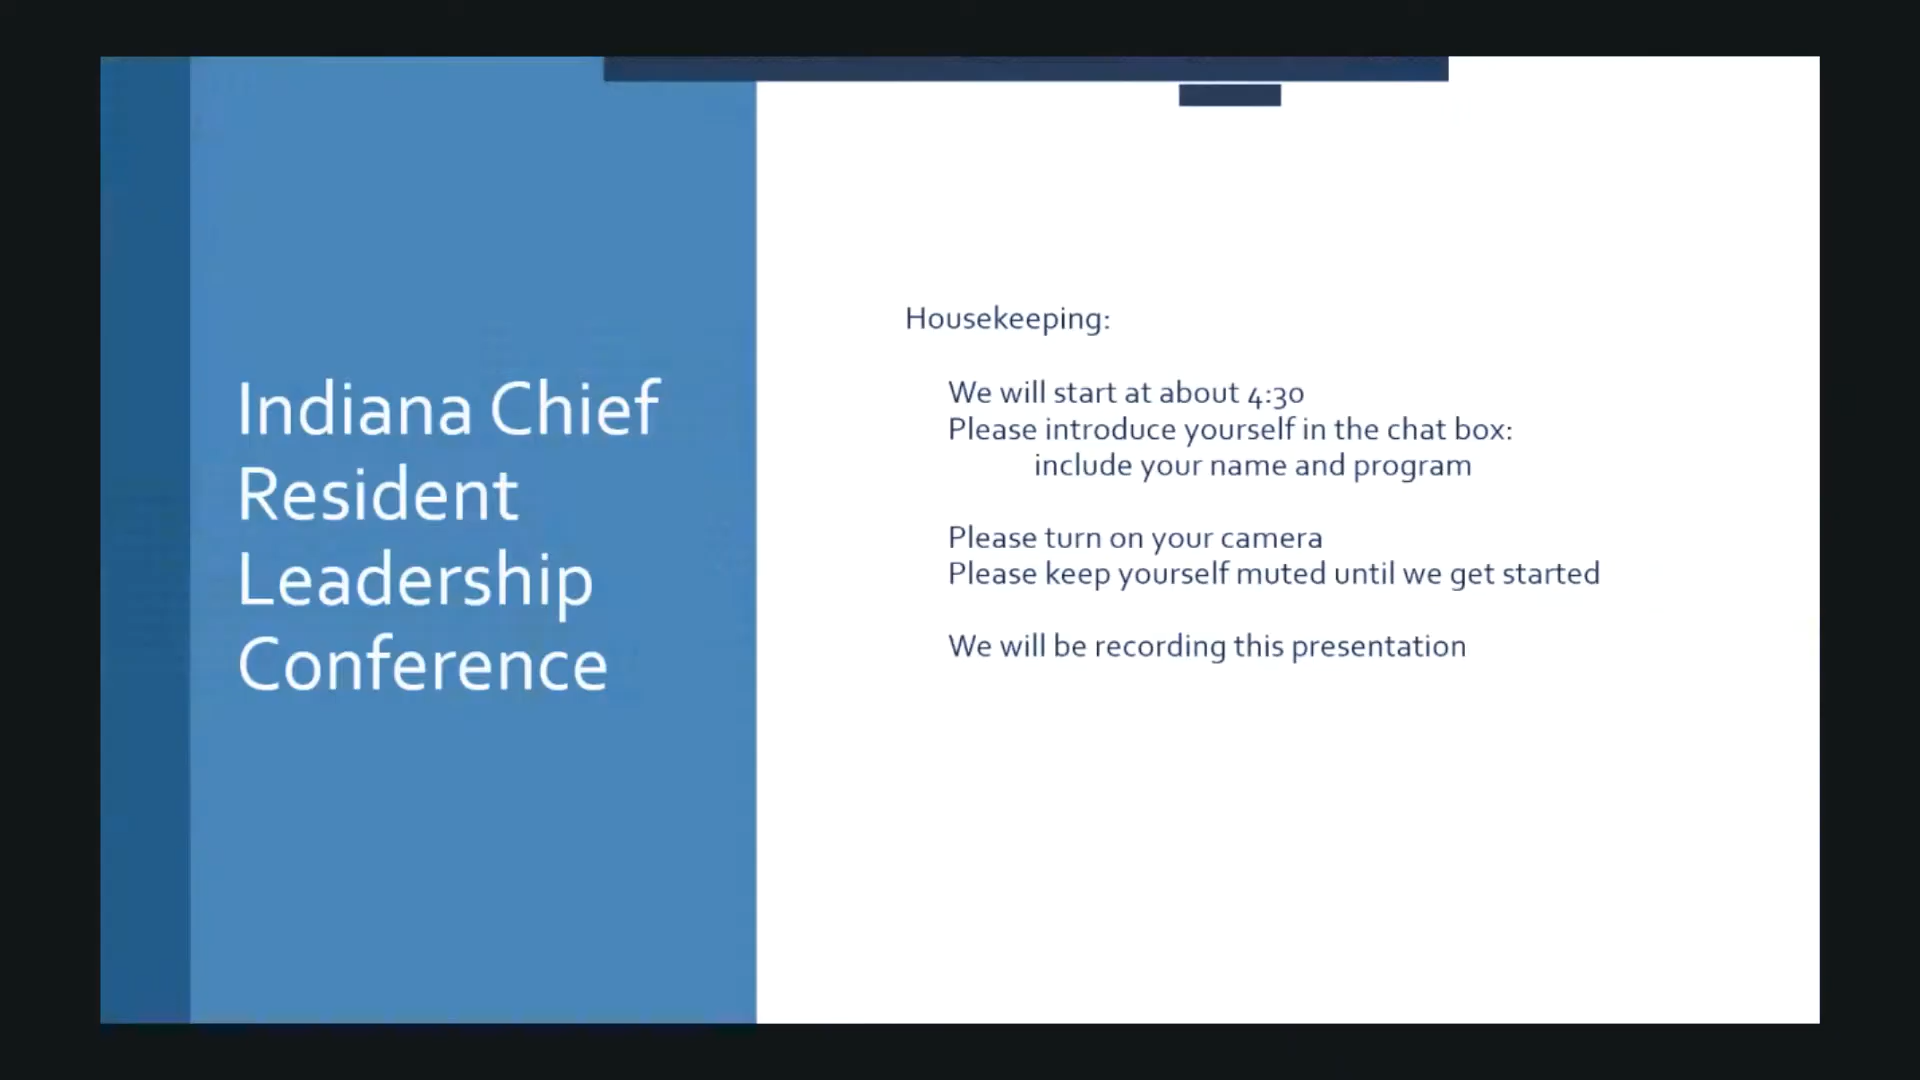 Indiana Chief
Resident
Leadership
Conference
Housekeeping:
We will start at about 4:30
Please introduce yourself in the chat box:
include your name and program
Please turn on your camera
Please keep yourself muted until we get started
We will be recording this presentation